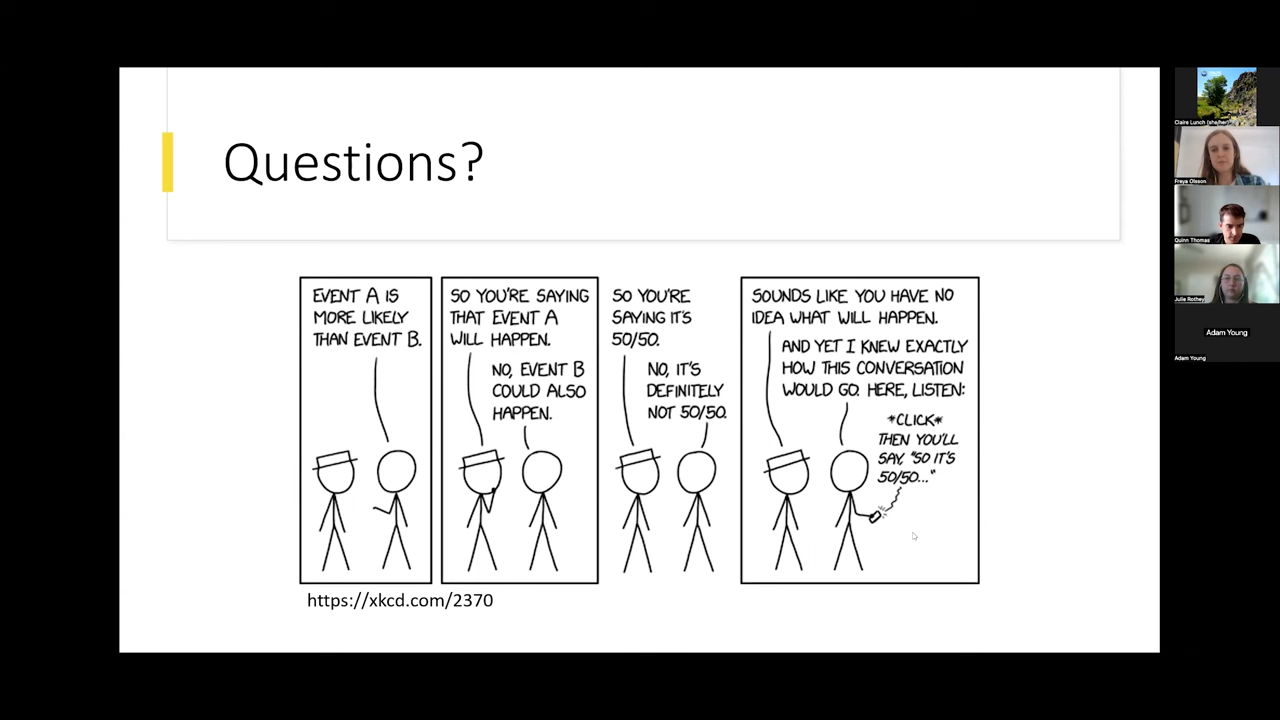 Questions?
EVENT A IS
MORE LIKELY
THAN EVENT B.
SO YOU'RE SAYING
THAT EVENT A
WILL HAPPEN.
NO, EVENT B
COULD ALSO
HAPPEN.
SO YOU'RE
SAYING IT'S
50/50.
NO, IT'S
DEFINITELY
NOT 50/50.
SOUNDS LIKE YOU HAVE NO
IDEA WHAT WILL HAPPEN.
AND YET I KNEW EXACTLY
HOW THIS CONVERSATION
WOULD GO. HERE, LISTEN:
*CLICK*
THEN YOU'LL
SAY, "SO IT'S
50/50..."
https://xkcd.com/2370
Claire Lunch (she/her)
Freya Olsson
Quinn Thomas
Julie Rothey
Adam Young
Adam Young